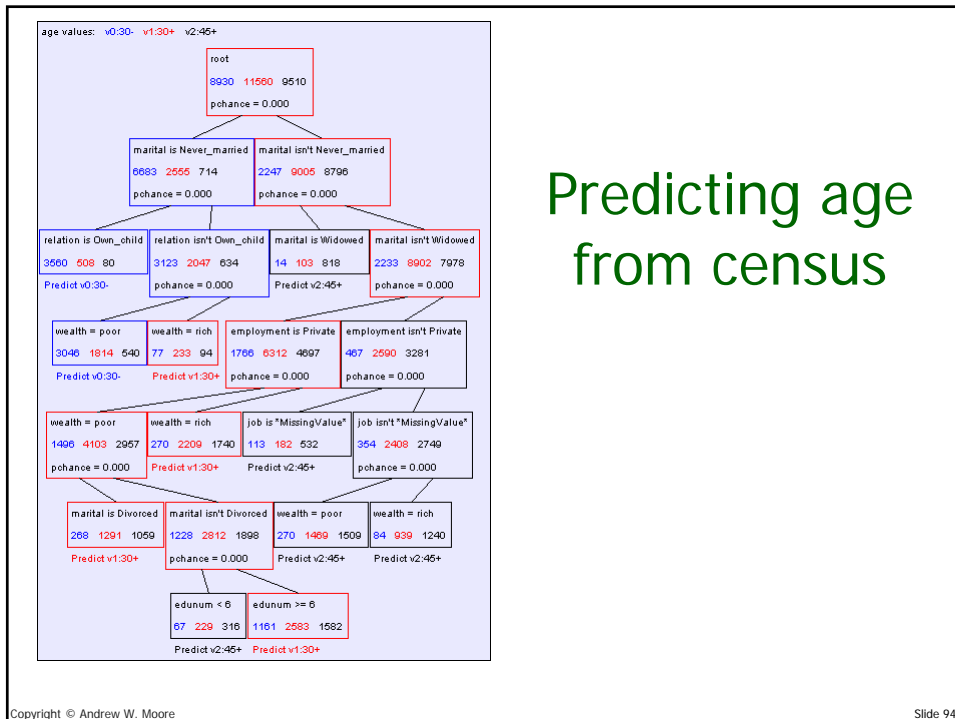 age values: v0:30- v1:30+ v2:45+
root
8930 11560 9510
pchance = 0.000
marital is Never_married
6683 2555 714
pchance = 0.000
marital isn't Never_married
2247 9005 8796
pchance = 0.000
relation is Own_child
3560 508 80
Predict v0:30-
relation isn't Own_child
3123 2047 634
pchance = 0.000
marital is Widowed
14 103 818
Predict v2:45+
marital isn't Widowed
2233 8902 7978
pchance = 0.000
wealth = poor
3046 1814 540
Predict v0:30-
wealth = rich
77 233 94
Predict v1:30+
employment is Private
1766 6312 4697
pchance = 0.000
employment isn't Private
467 2590 3281
pchance = 0.000
wealth = poor
1496 4103 2957
pchance = 0.000
wealth = rich
270 2209 1740
Predict v1:30+
job is *MissingValue*
113 182 532
Predict v2:45+
job isn't *MissingValue*
354 2408 2749
pchance = 0.000
marital is Divorced
268 1291 1059
Predict v1:30+
marital isn't Divorced
1228 2812 1898
pchance = 0.000
wealth = poor
270 1469 1509
Predict v2:45+
wealth = rich
84 939 1240
Predict v2:45+
edunum < 6
67 229 316
Predict v2:45+
edunum >= 6
1161 2583 1582
Predict v1:30+
Predicting age
from census
Copyright © Andrew W. Moore
Slide 94